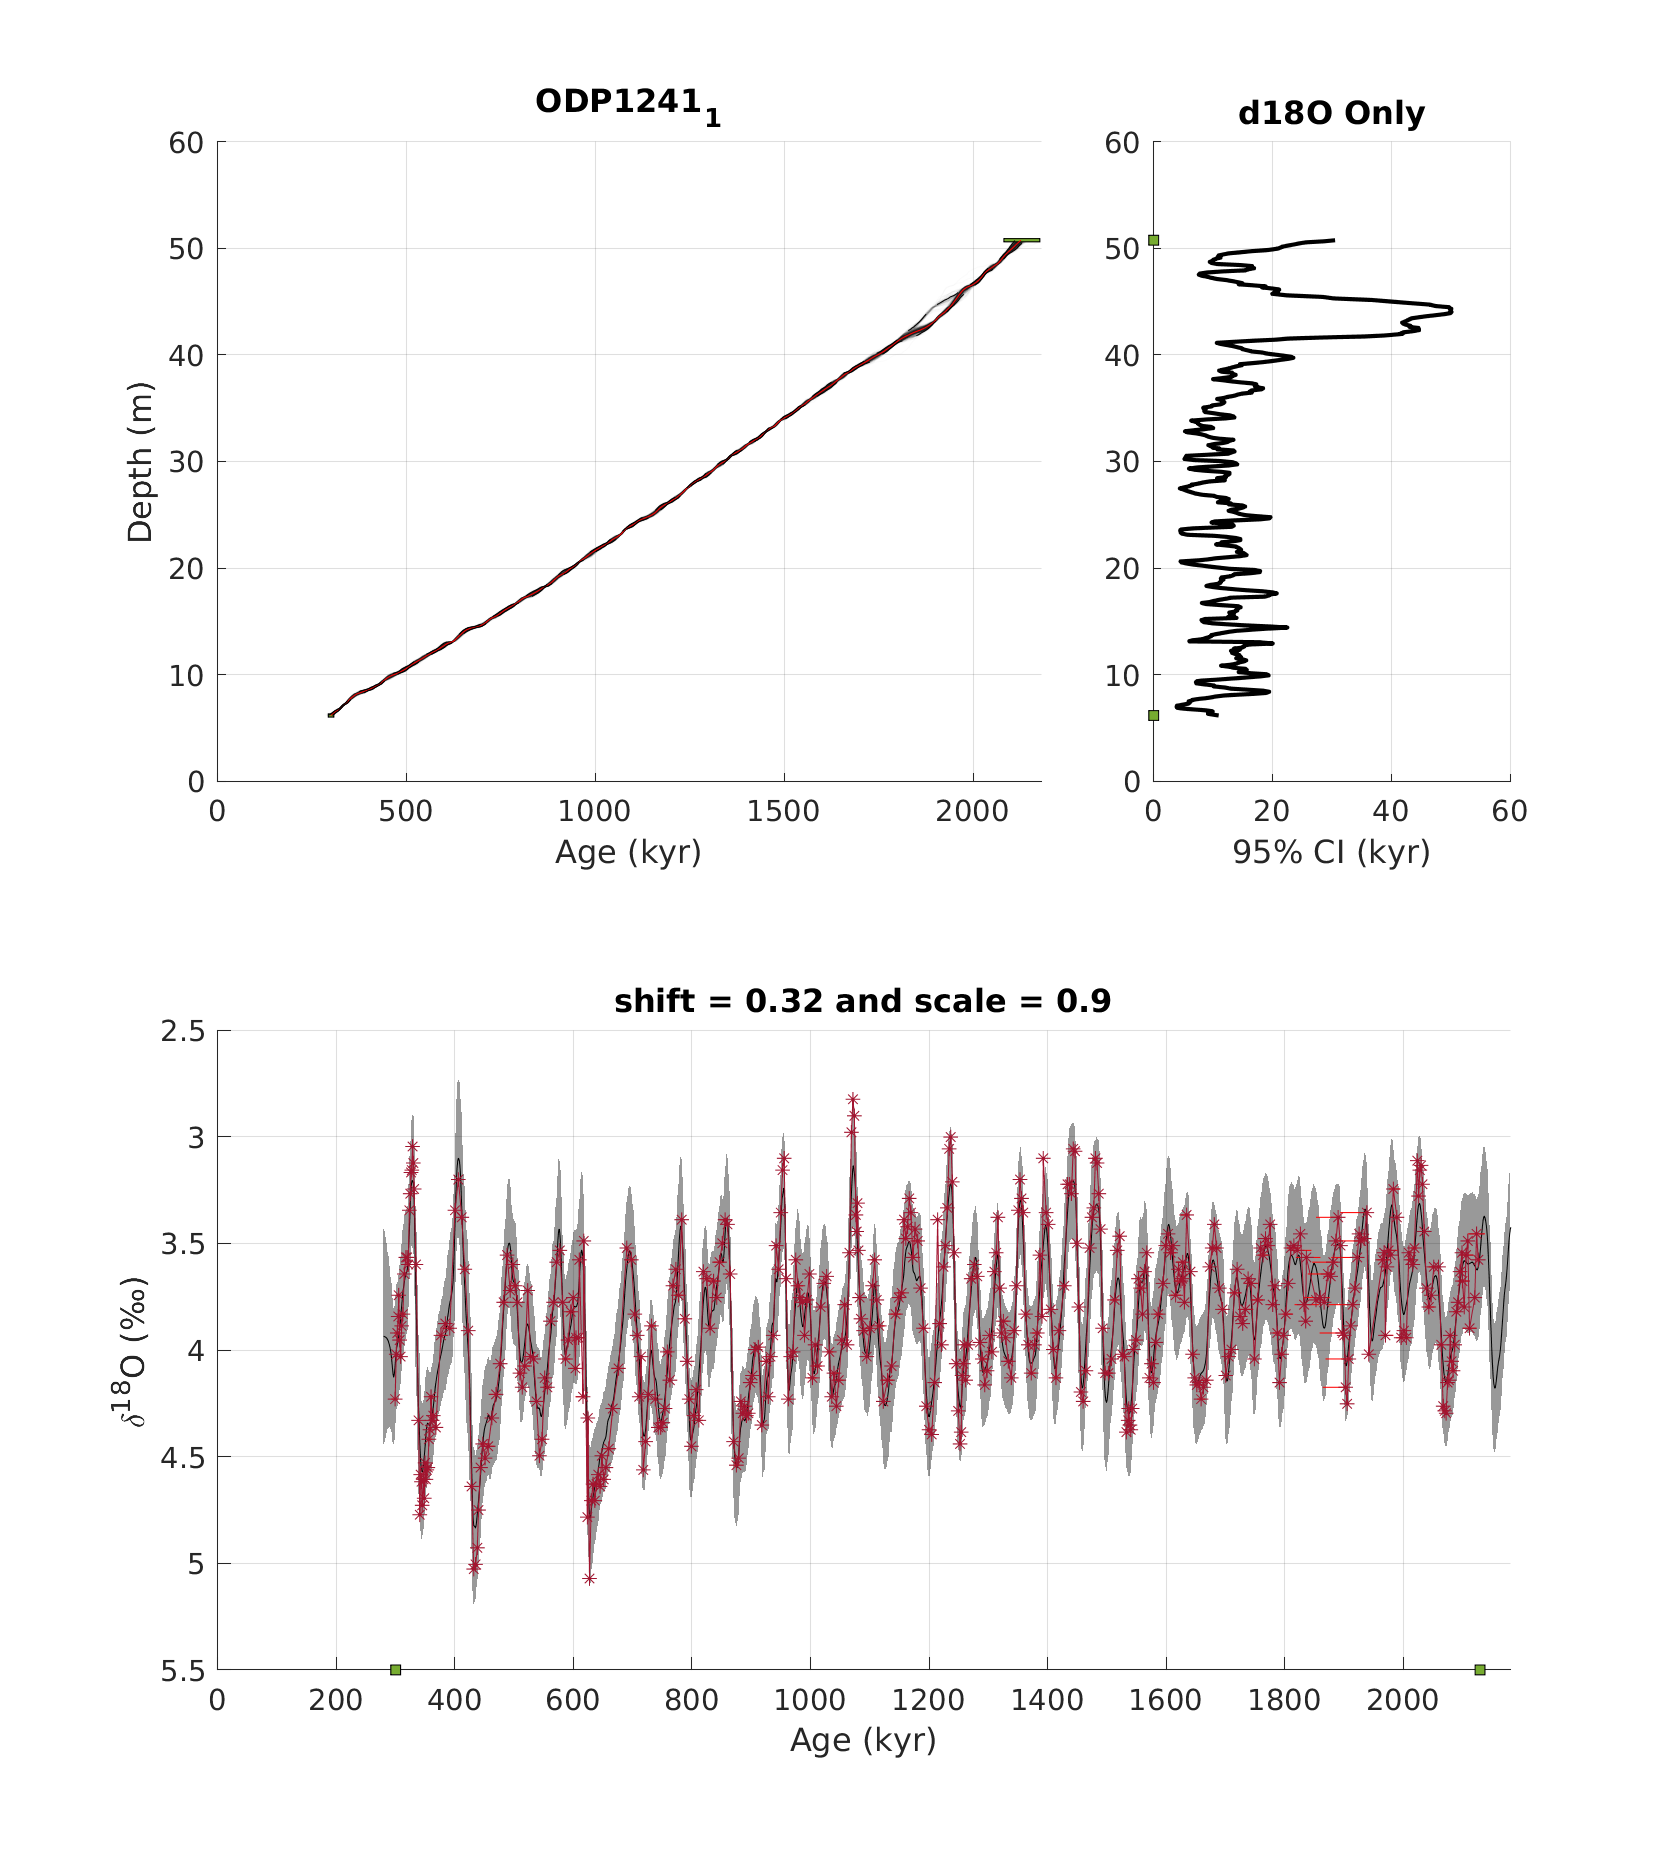 ODP1241₁
d18O Only
60
50
40
30
20
10
0
Depth (m)
0 500 1000 1500 2000
Age (kyr)
60
50
40
30
20
10
0
0 20 40 60
95% CI (kyr)
shift = 0.32 and scale = 0.9
2.5
3
3.5
4
4.5
5
5.5
δ¹⁸O (‰)
0 200 400 600 800 1000 1200 1400 1600 1800 2000
Age (kyr)